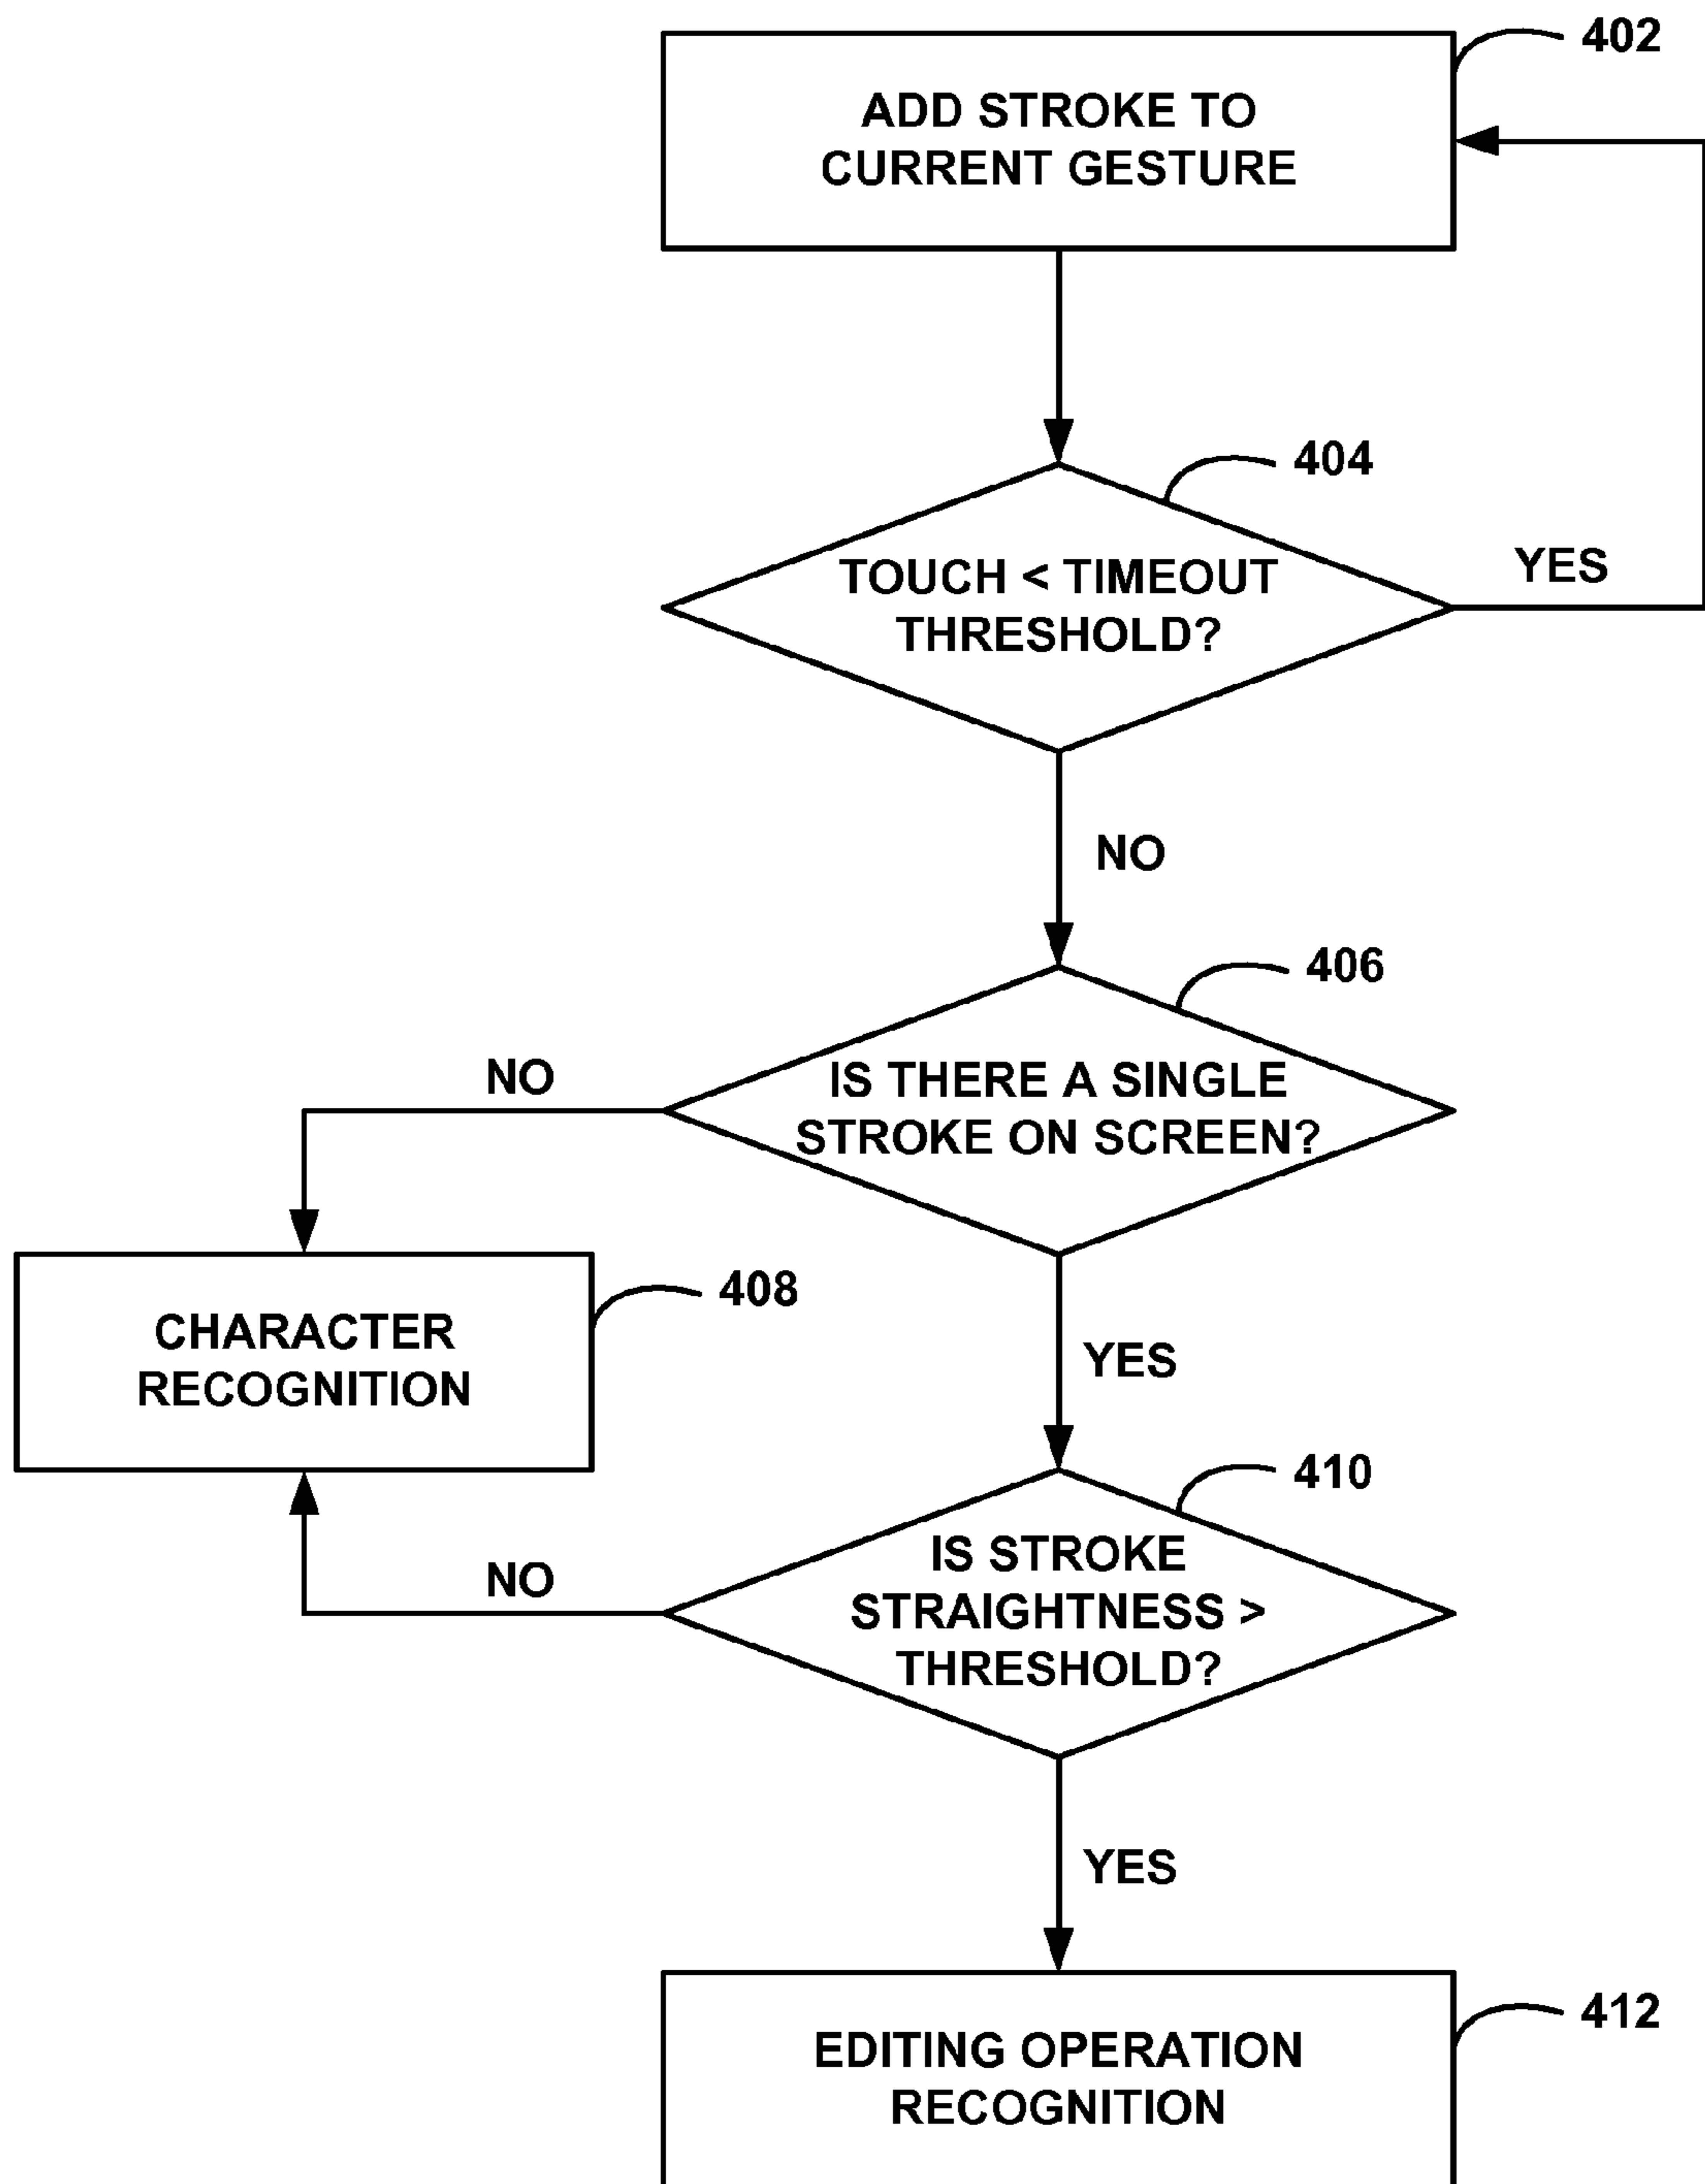 402
ADD STROKE TO
CURRENT GESTURE
404
TOUCH < TIMEOUT
THRESHOLD?
YES
NO
406
IS THERE A SINGLE
STROKE ON SCREEN?
NO
408
CHARACTER
RECOGNITION
YES
410
IS STROKE
STRAIGHTNESS >
THRESHOLD?
NO
YES
412
EDITING OPERATION
RECOGNITION